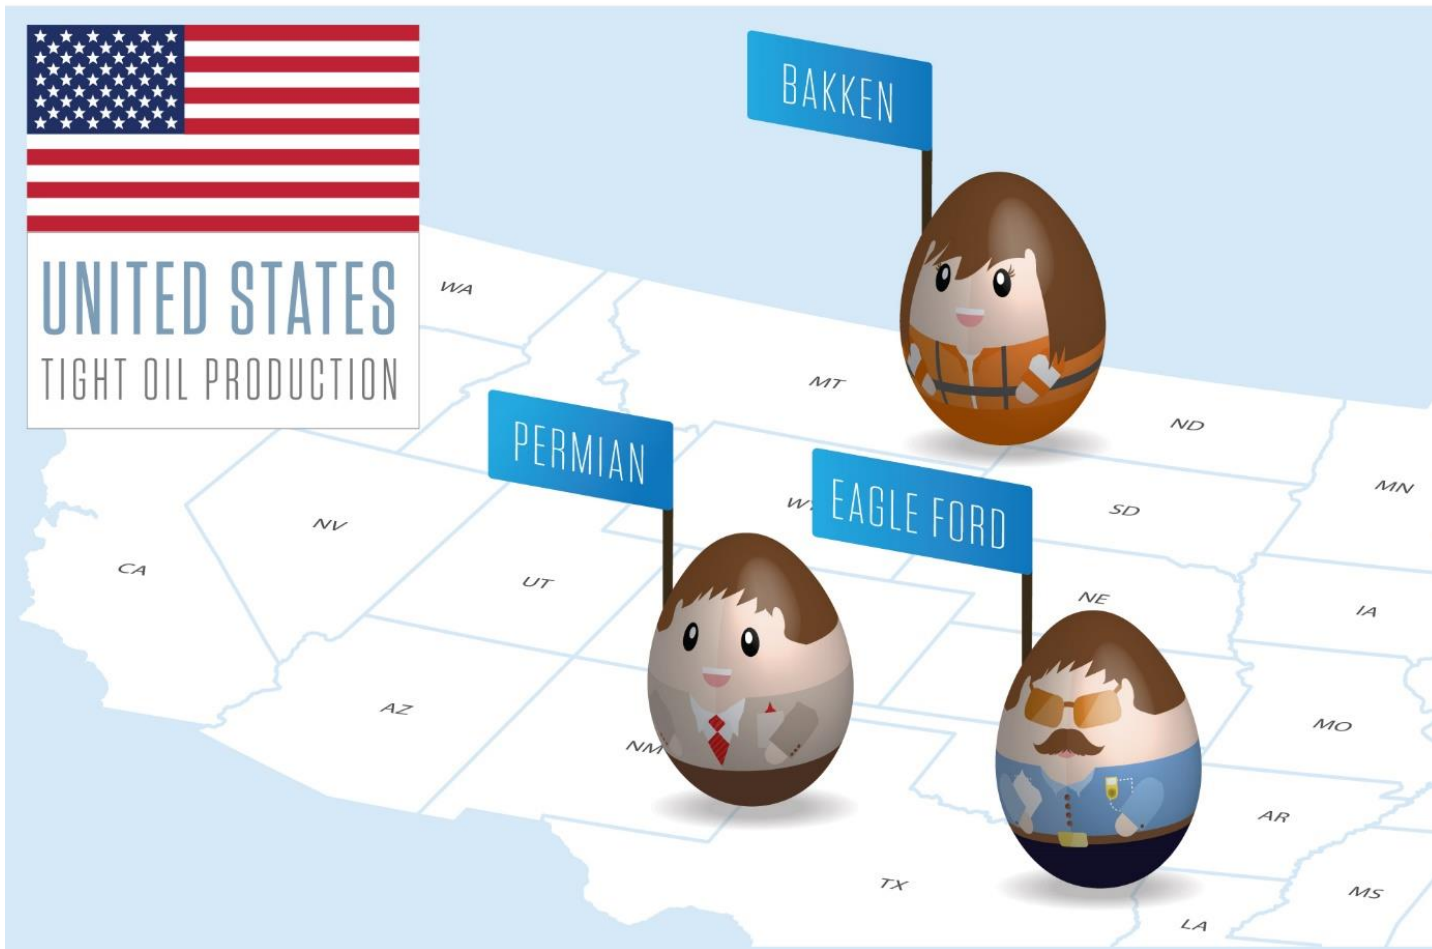 UNITED STATES
TIGHT OIL PRODUCTION
BAKKEN
WA
MT
ND
PERMIAN
EAGLE FORD
MN
WY
SD
NV
CA
UT
NE
IA
AZ
NM
MO
AR
TX
MS
LA